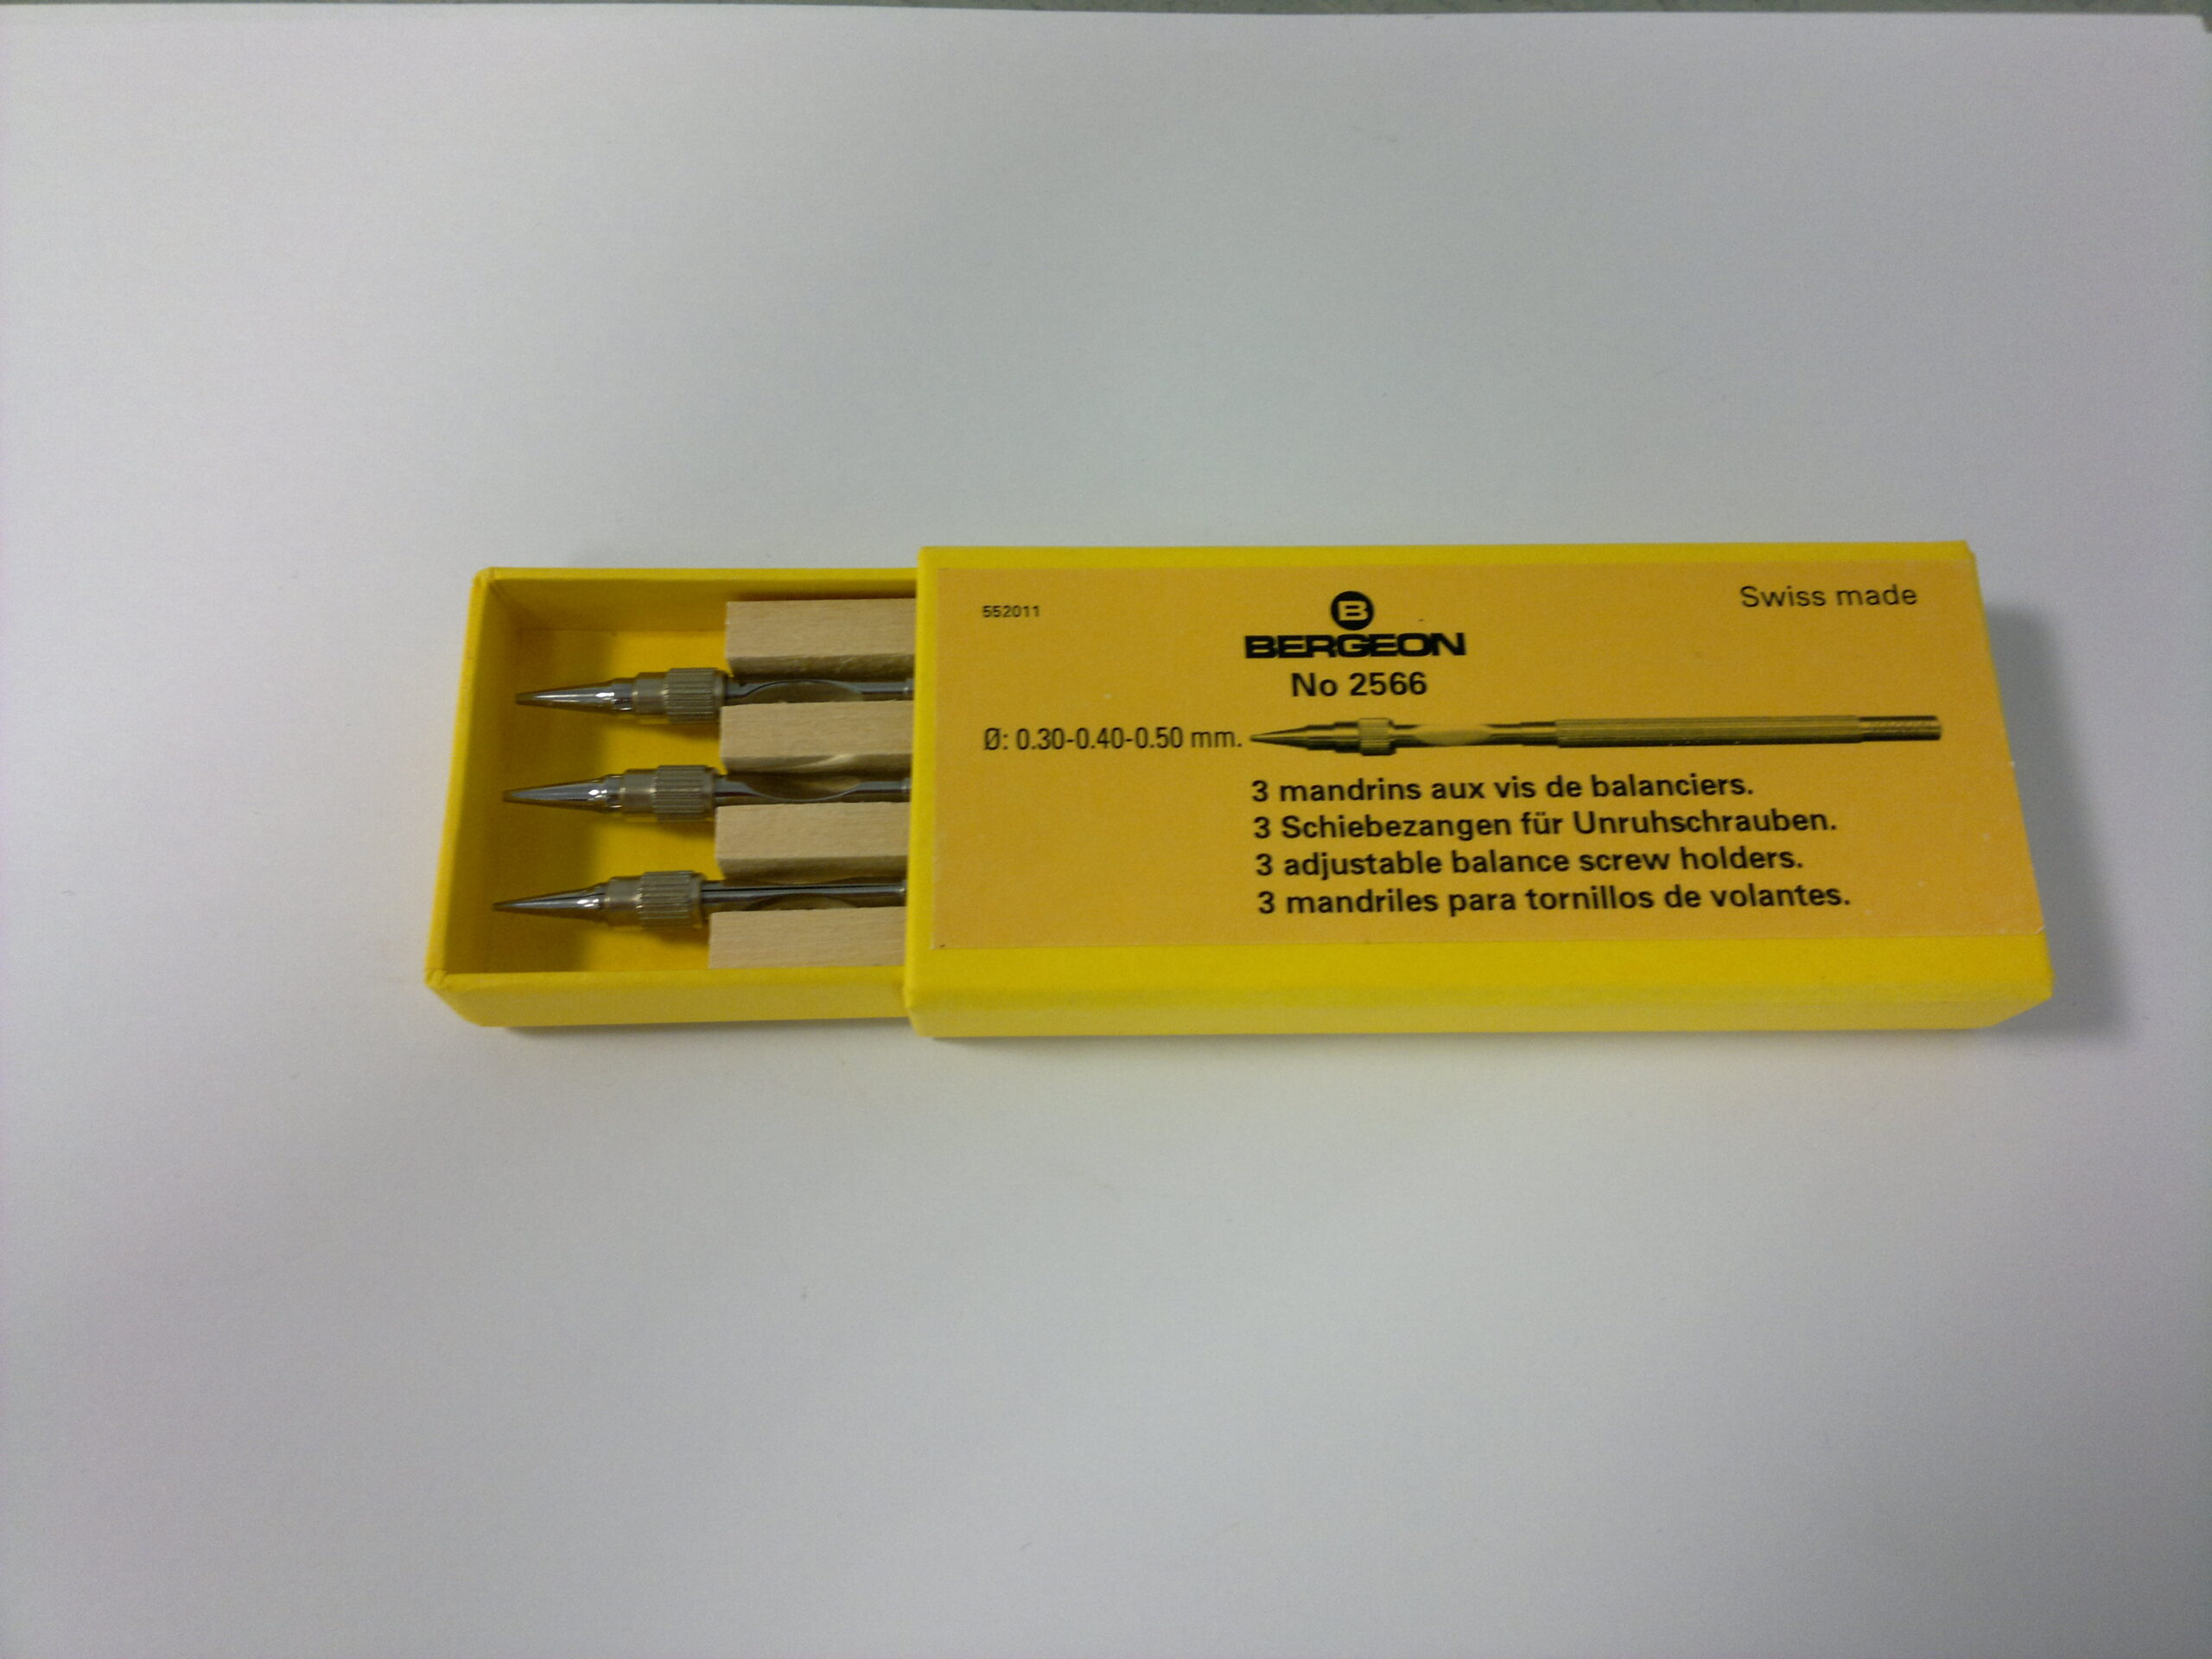 552011
Swiss made
B
BERGEON
No 2566
Ø: 0.30-0.40-0.50 mm.
3 mandrins aux vis de balanciers.
3 Schiebezangen für Unruhschrauben.
3 adjustable balance screw holders.
3 mandriles para tornillos de volantes.